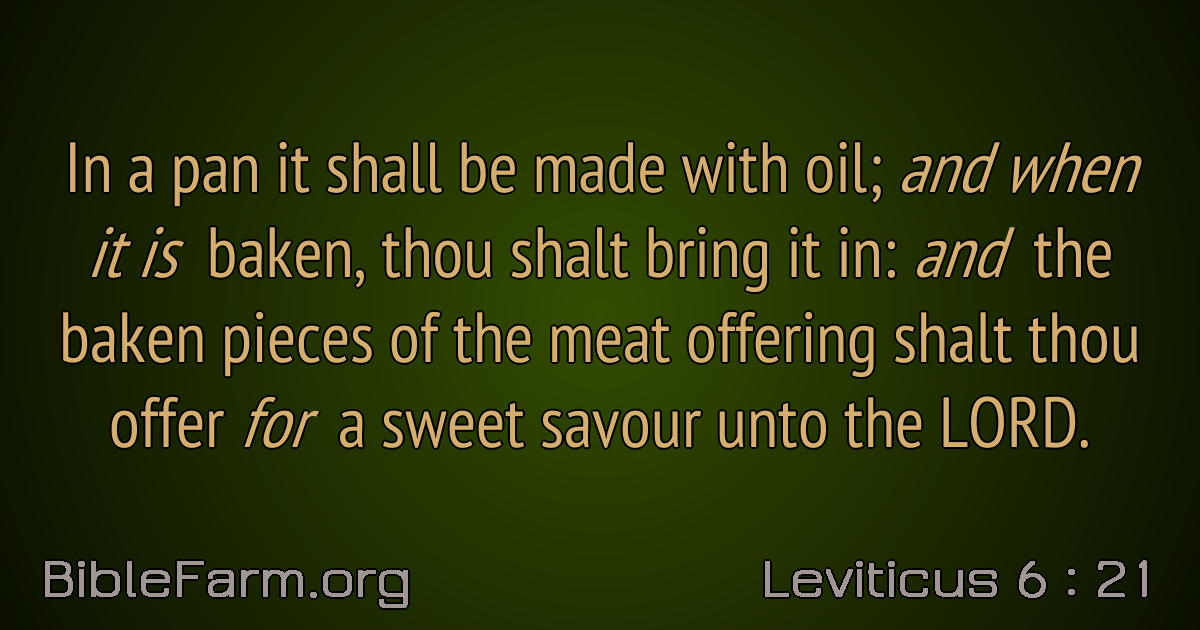 In a pan it shall be made with oil; and when
it is baken, thou shalt bring it in: and the
baken pieces of the meat offering shalt thou
offer for a sweet savour unto the LORD.
BibleFarm.org
Leviticus 6 : 21